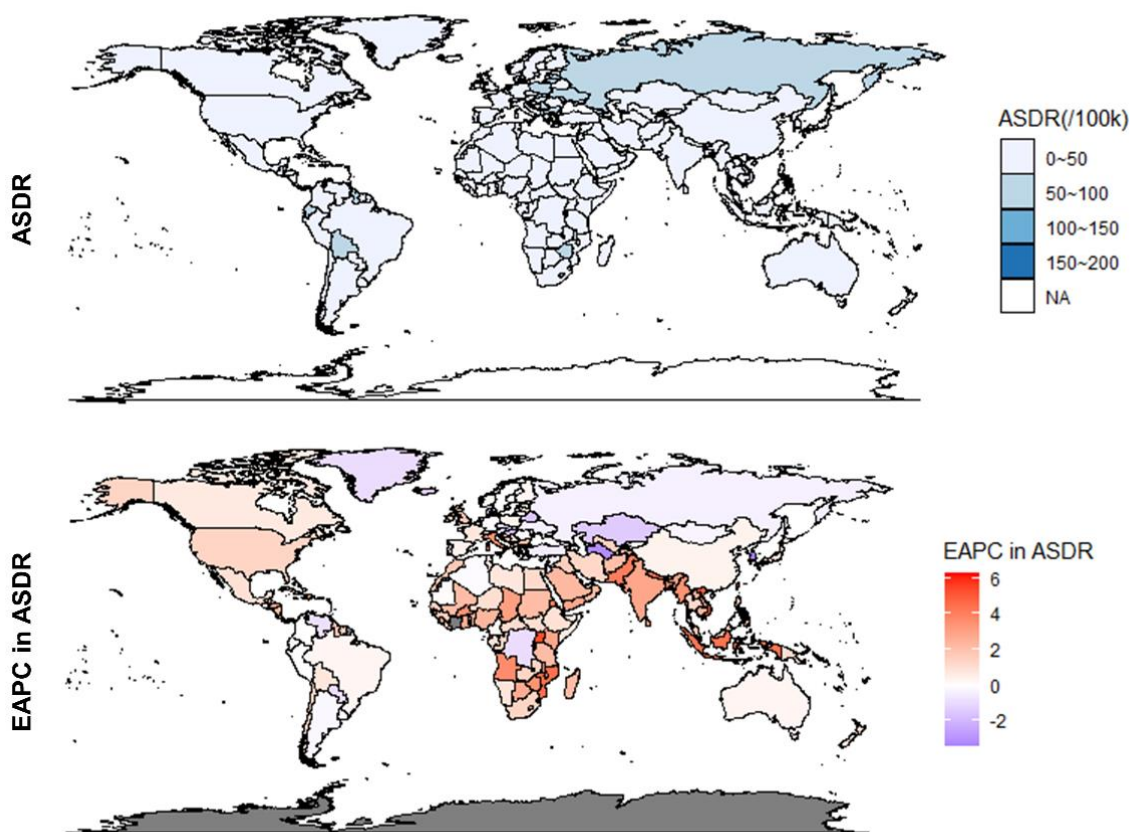 ASDR
ASDR(/100k)
0~50
50~100
100~150
150~200
NA
EAPC in ASDR
EAPC in ASDR
6
4
2
0
-2